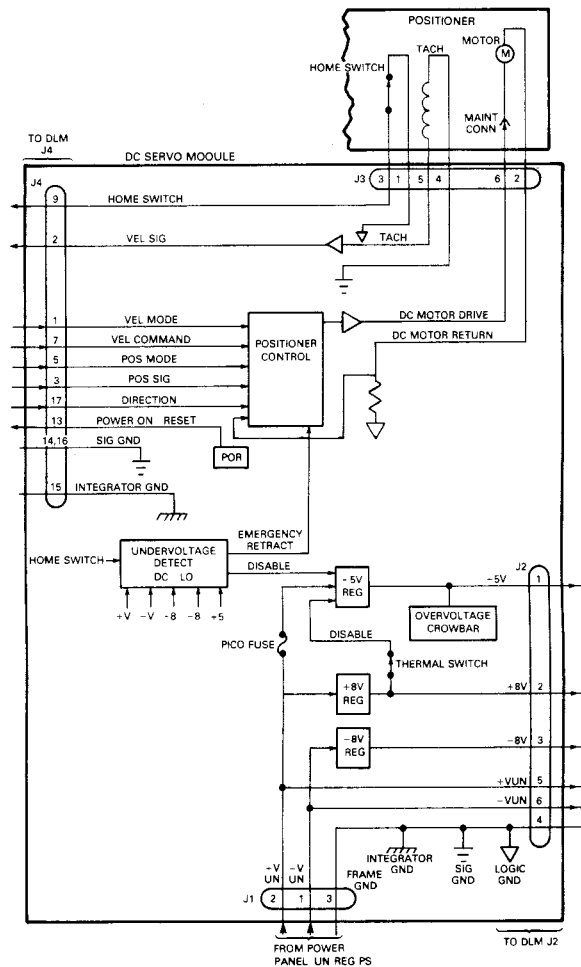 POSITIONER
MOTOR
M
TACH
HOME SWITCH
MAINT
CONN
TO DLM
J4
DC SERVO MODULE
J4
J3
3
1
5
4
6
2
9
HOME SWITCH
2
VEL SIG
TACH
1
VEL MODE
DC MOTOR DRIVE
7
VEL COMMAND
POSITIONER
CONTROL
DC MOTOR RETURN
5
POS MODE
3
POS SIG
17
DIRECTION
13
POWER ON RESET
14,16
SIG GND
POR
15
INTEGRATOR GND
EMERGENCY
RETRACT
HOME SWITCH
UNDERVOLTAGE
DETECT
DC LO
DISABLE
+V
-V
-8
-8
+5
-5V
REG
-5V
J2
1
OVERVOLTAGE
CROWBAR
PICO FUSE
DISABLE
THERMAL SWITCH
+8V
REG
+8V
2
-8V
REG
-8V
3
+VUN
5
-VUN
6
4
+V
UN
-V
UN
INTEGRATOR
GND
SIG
GND
LOGIC
GND
FRAME
GND
J1
2
1
3
FROM POWER
PANEL UN REG PS
TO DLM J2